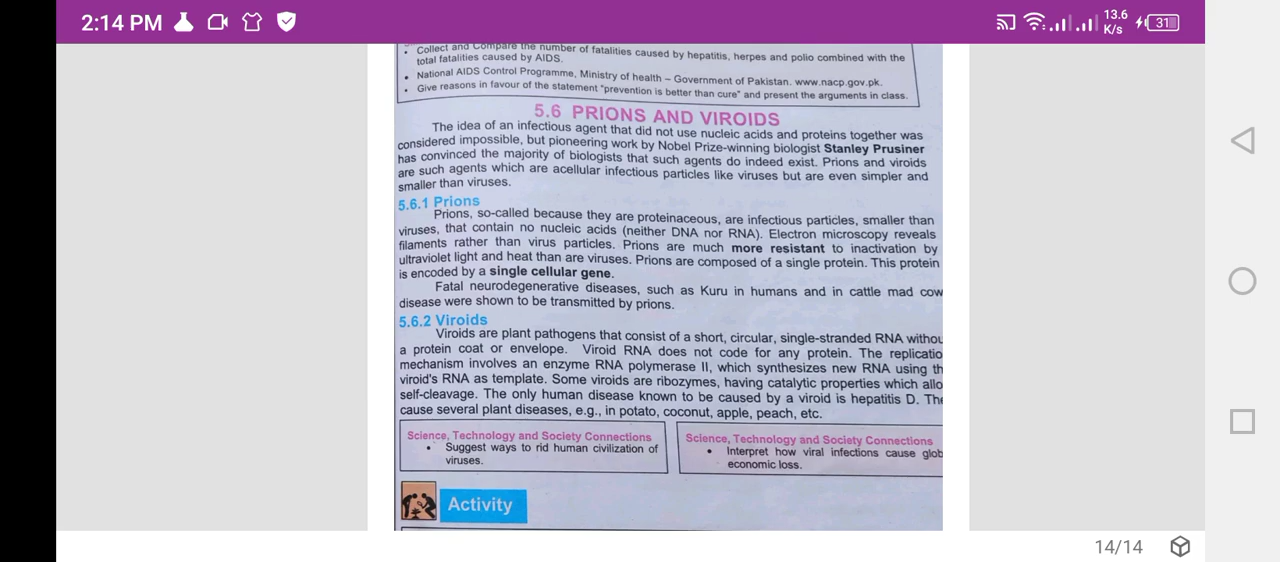 2:14 PM
13.6
K/s
31
Collect and Compare the number of fatalities caused by hepatitis, herpes and polio combined with the
total fatalities caused by AIDS.
National AIDS Control Programme, Ministry of health – Government of Pakistan. www.nacp.gov.pk.
Give reasons in favour of the statement "prevention is better than cure" and present the arguments in class.
5.6 PRIONS AND VIROIDS
The idea of an infectious agent that did not use nucleic acids and proteins together was
considered impossible, but pioneering work by Nobel Prize-winning biologist Stanley Prusiner
has convinced the majority of biologists that such agents do indeed exist. Prions and viroids
are such agents which are acellular infectious particles like viruses but are even simpler and
smaller than viruses.
5.6.1 Prions
Prions, so-called because they are proteinaceous, are infectious particles, smaller than
viruses, that contain no nucleic acids (neither DNA nor RNA). Electron microscopy reveals
filaments rather than virus particles. Prions are much more resistant to inactivation by
ultraviolet light and heat than are viruses. Prions are composed of a single protein. This protein
is encoded by a single cellular gene.
Fatal neurodegenerative diseases, such as Kuru in humans and in cattle mad cow
disease were shown to be transmitted by prions.
5.6.2 Viroids
Viroids are plant pathogens that consist of a short, circular, single-stranded RNA withou
a protein coat or envelope. Viroid RNA does not code for any protein. The replicatio
mechanism involves an enzyme RNA polymerase II, which synthesizes new RNA using th
viroid's RNA as template. Some viroids are ribozymes, having catalytic properties which allo
self-cleavage. The only human disease known to be caused by a viroid is hepatitis D. The
cause several plant diseases, e.g., in potato, coconut, apple, peach, etc.
Science, Technology and Society Connections
• Suggest ways to rid human civilization of
viruses.
Science, Technology and Society Connections
• Interpret how viral infections cause glob
economic loss.
Activity
14/14